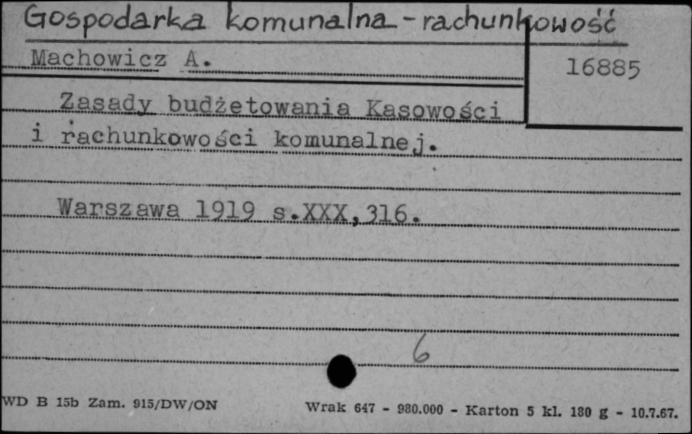 Gospodarka komunalna - rachunkowość
Machowicz A.
16885
Zasady budżetowania Kasowości
i rachunkowości komunalnej.
Warszawa 1919 s.XXX,316.
6
WD B 15b Zam. 915/DW/ON
Wrak 647 - 980.000 - Karton 5 kl. 180 g - 10.7.67.